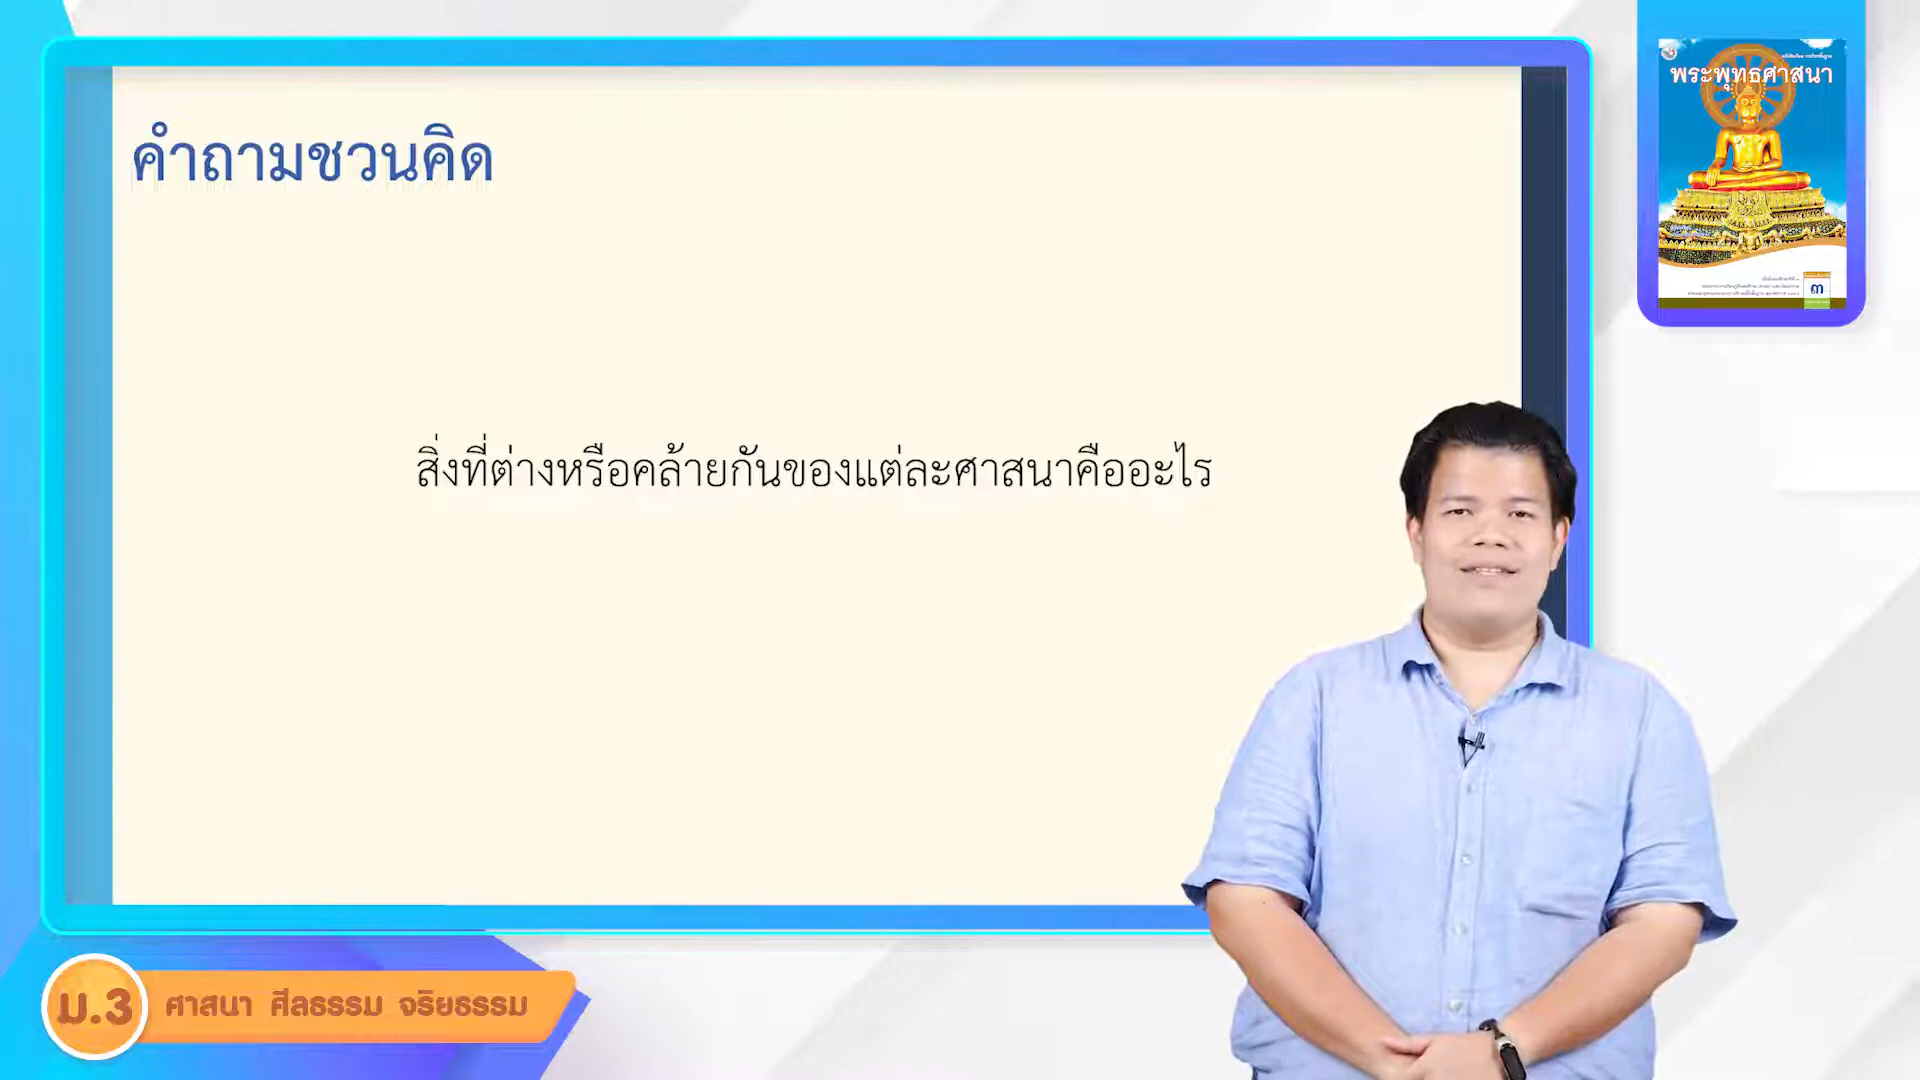 คำถามชวนคิด
สิ่งที่ต่างหรือคล้ายกันของแต่ละศาสนาคืออะไร
พระพุทธศาสนา
๓
ม.3 ศาสนา ศีลธรรม จริยธรรม